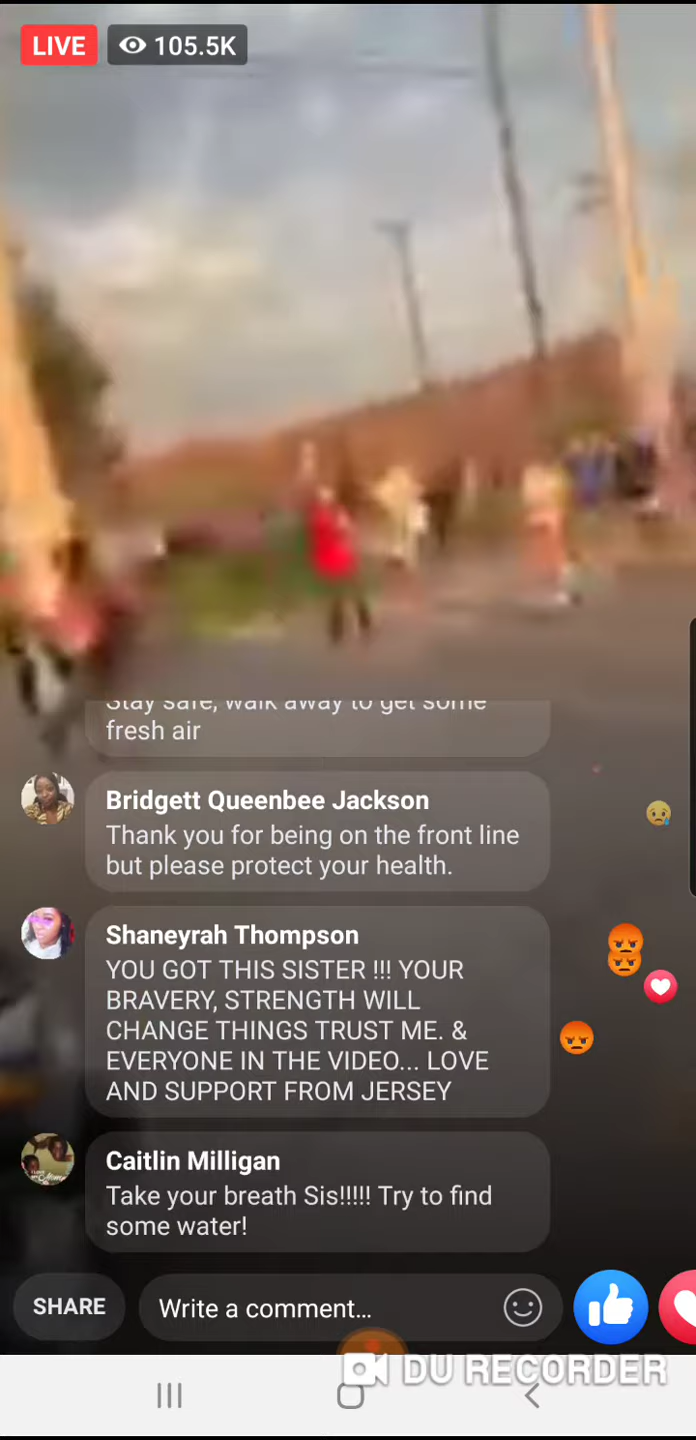 LIVE 105.5K
Stay safe, walk away to get some
fresh air
Bridgett Queenbee Jackson
Thank you for being on the front line
but please protect your health.
Shaneyrah Thompson
YOU GOT THIS SISTER !!! YOUR
BRAVERY, STRENGTH WILL
CHANGE THINGS TRUST ME. &
EVERYONE IN THE VIDEO... LOVE
AND SUPPORT FROM JERSEY
Caitlin Milligan
Take your breath Sis!!!!! Try to find
some water!
SHARE Write a comment...
DU RECORDER